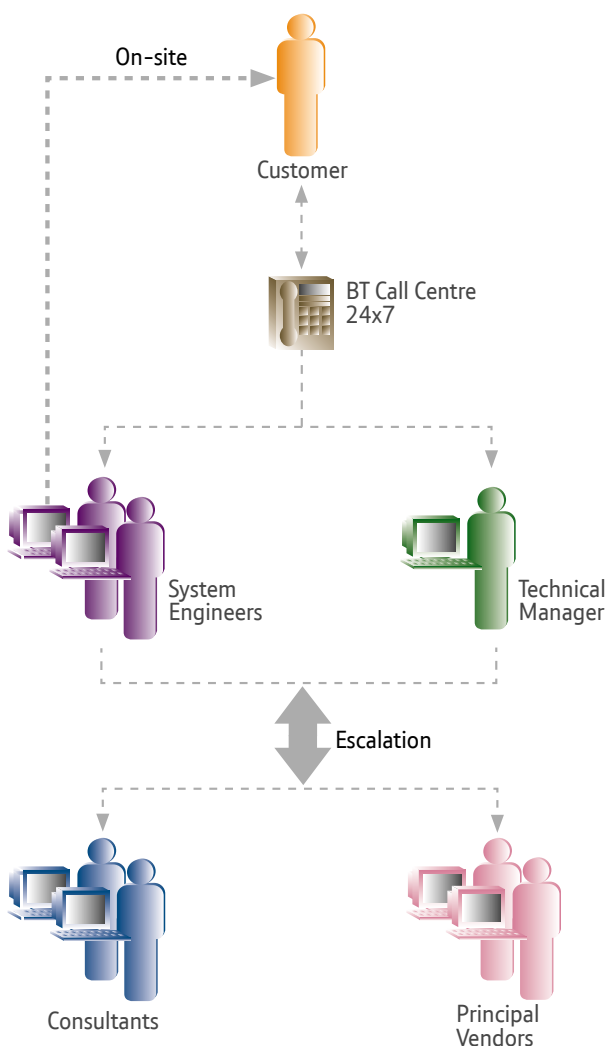 On-site
Customer
BT Call Centre
24x7
System
Engineers
Technical
Manager
Escalation
Consultants
Principal
Vendors